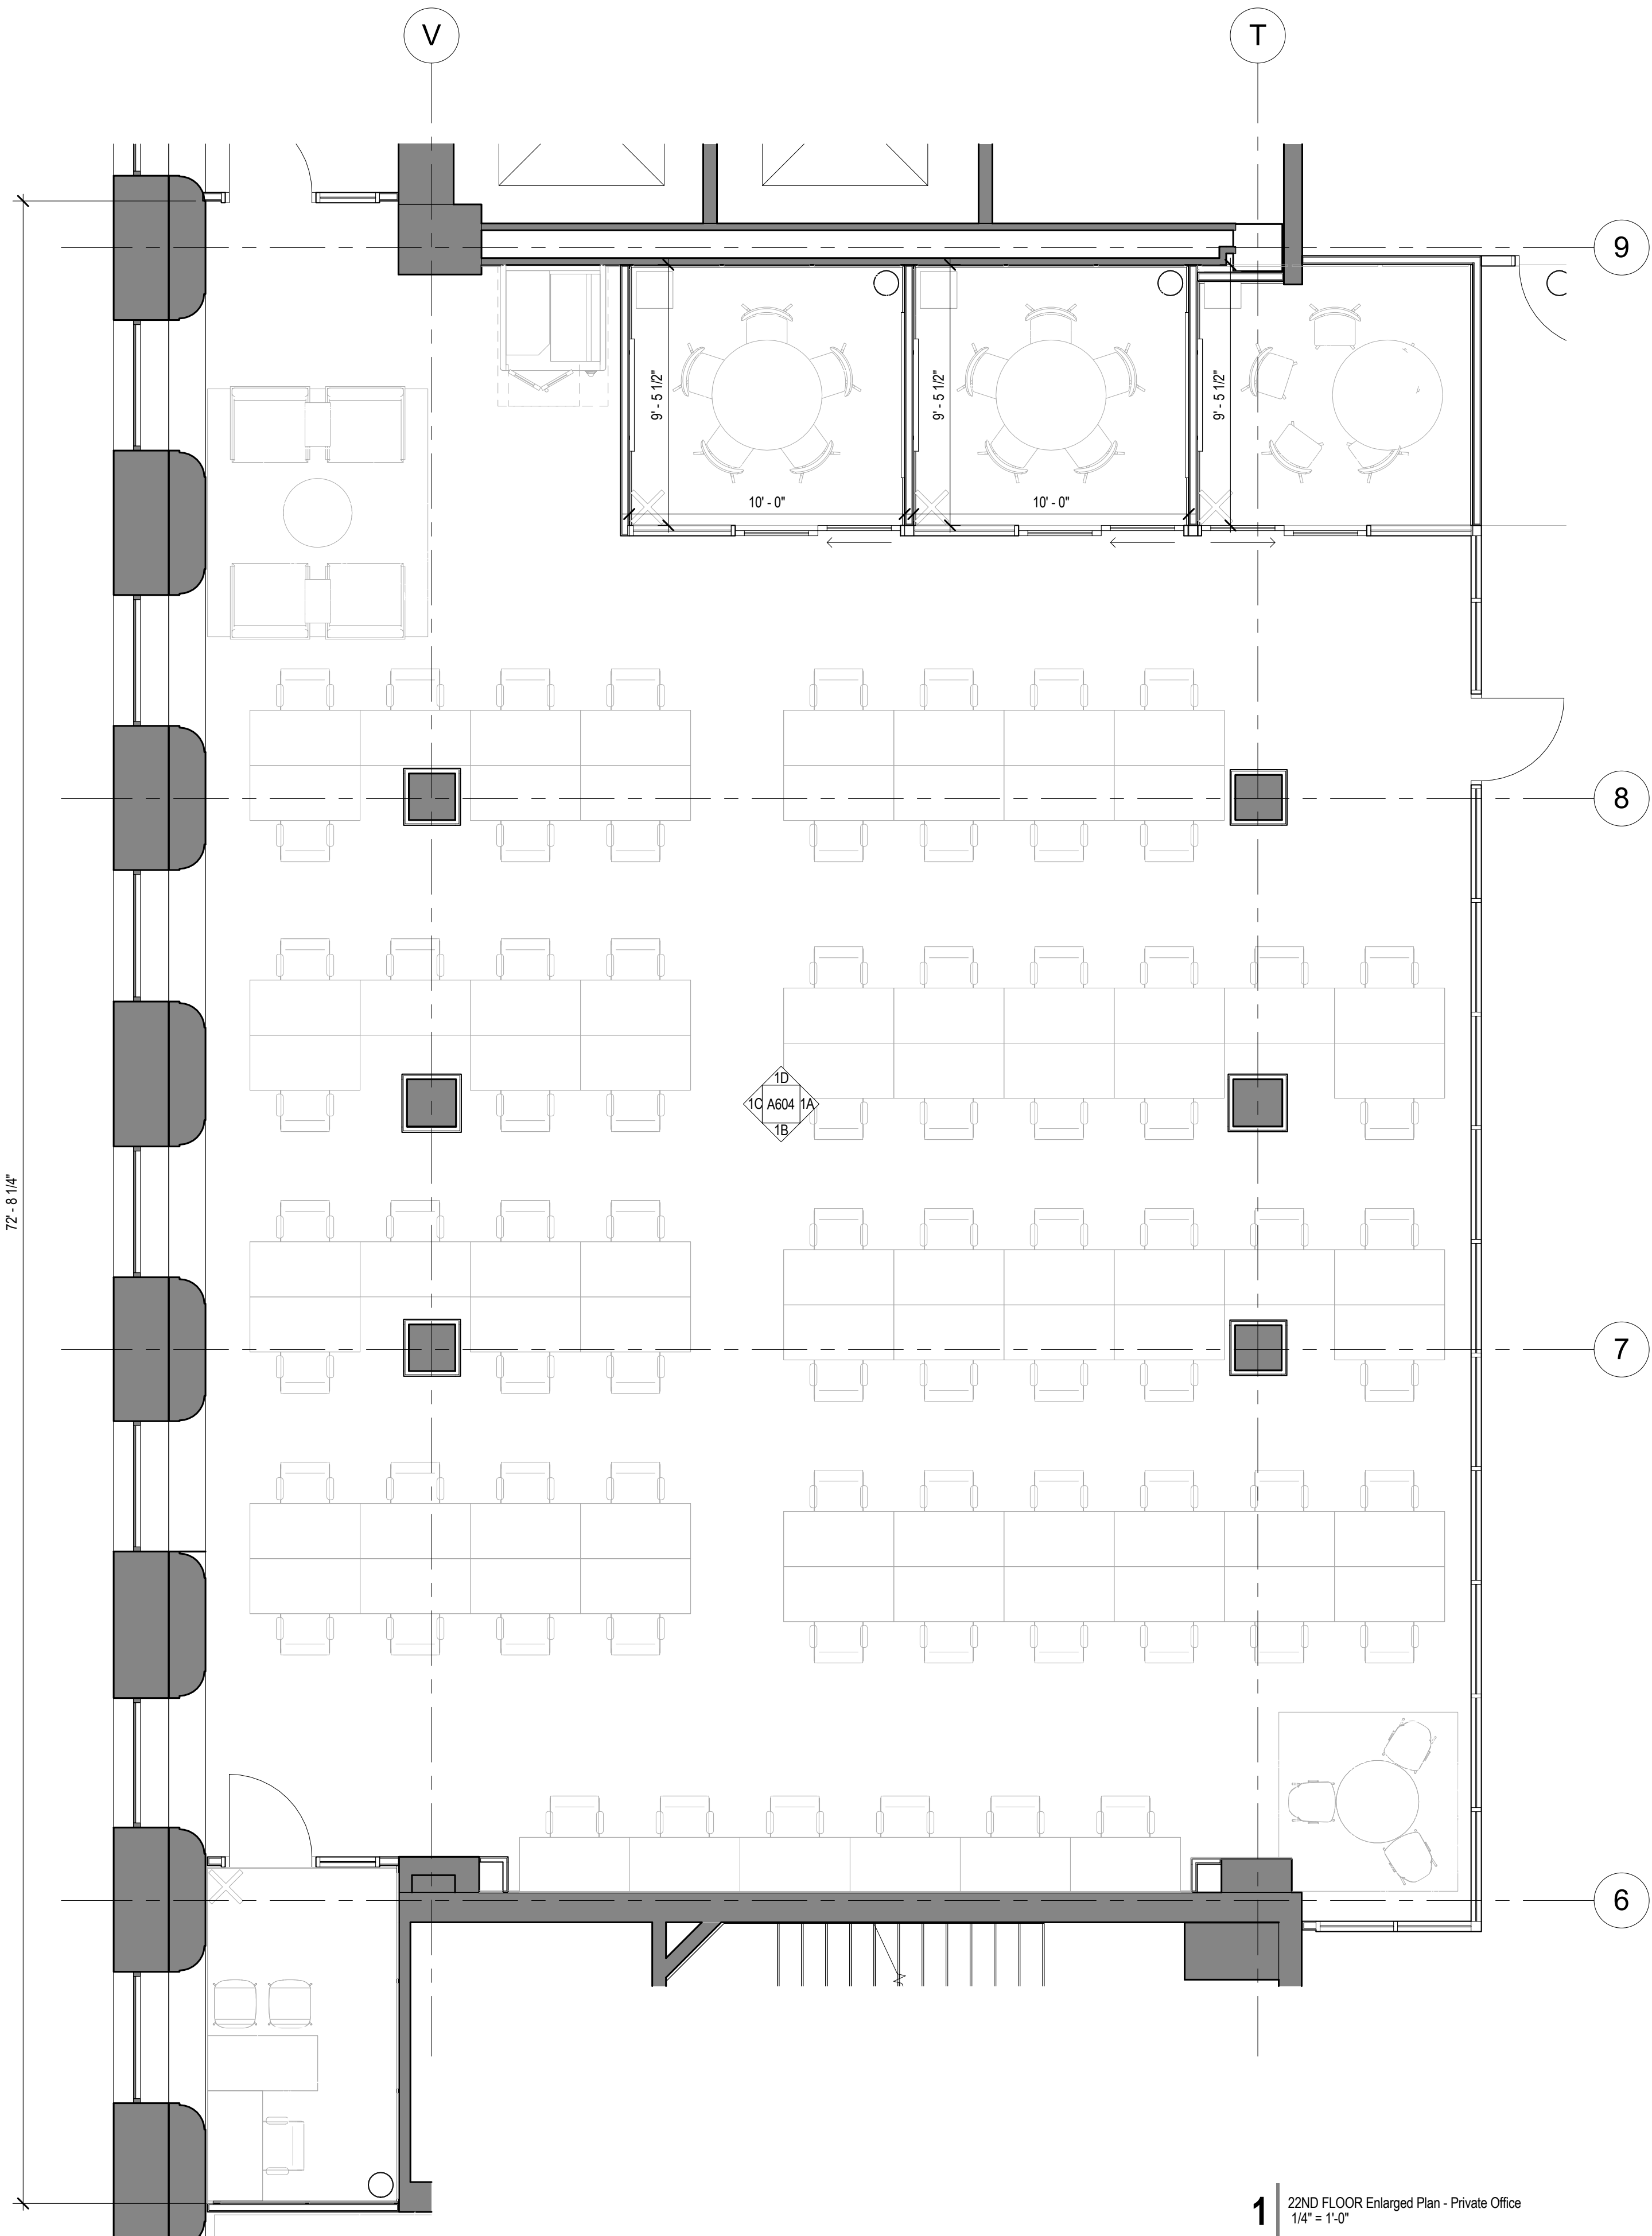 V
T
9
9' - 5 1/2"
9' - 5 1/2"
9' - 5 1/2"
10' - 0"
10' - 0"
8
1D
1C A604 1A
1B
72' - 8 1/4"
7
6
1
22ND FLOOR Enlarged Plan - Private Office
1/4" = 1'-0"